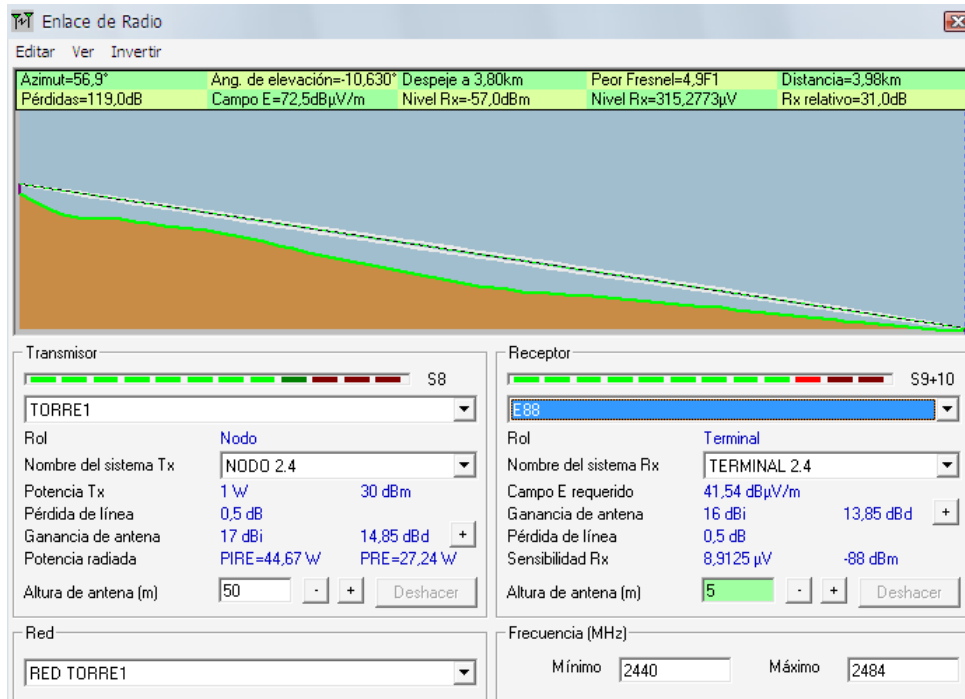 Enlace de Radio
Editar Ver Invertir
Azimut=56,9° Ang. de elevación=-10,630° Despeje a 3,80km Peor Fresnel=4,9F1 Distancia=3,98km
Pérdidas=119,0dB Campo E=72,5dBμV/m Nivel Rx=-57,0dBm Nivel Rx=315,2773μV Rx relativo=31,0dB
Transmisor
S8
TORRE1
Rol Nodo
Nombre del sistema Tx NODO 2.4
Potencia Tx 1 W 30 dBm
Pérdida de línea 0,5 dB
Ganancia de antena 17 dBi 14,85 dBd +
Potencia radiada PIRE=44,67 W PRE=27,24 W
Altura de antena (m) 50 - + Deshacer
Red
RED TORRE1
Receptor
S9+10
E88
Rol Terminal
Nombre del sistema Rx TERMINAL 2.4
Campo E requerido 41,54 dBμV/m
Ganancia de antena 16 dBi 13,85 dBd +
Pérdida de línea 0,5 dB
Sensibilidad Rx 8,9125 μV -88 dBm
Altura de antena (m) 5 - + Deshacer
Frecuencia (MHz)
Mínimo 2440 Máximo 2484